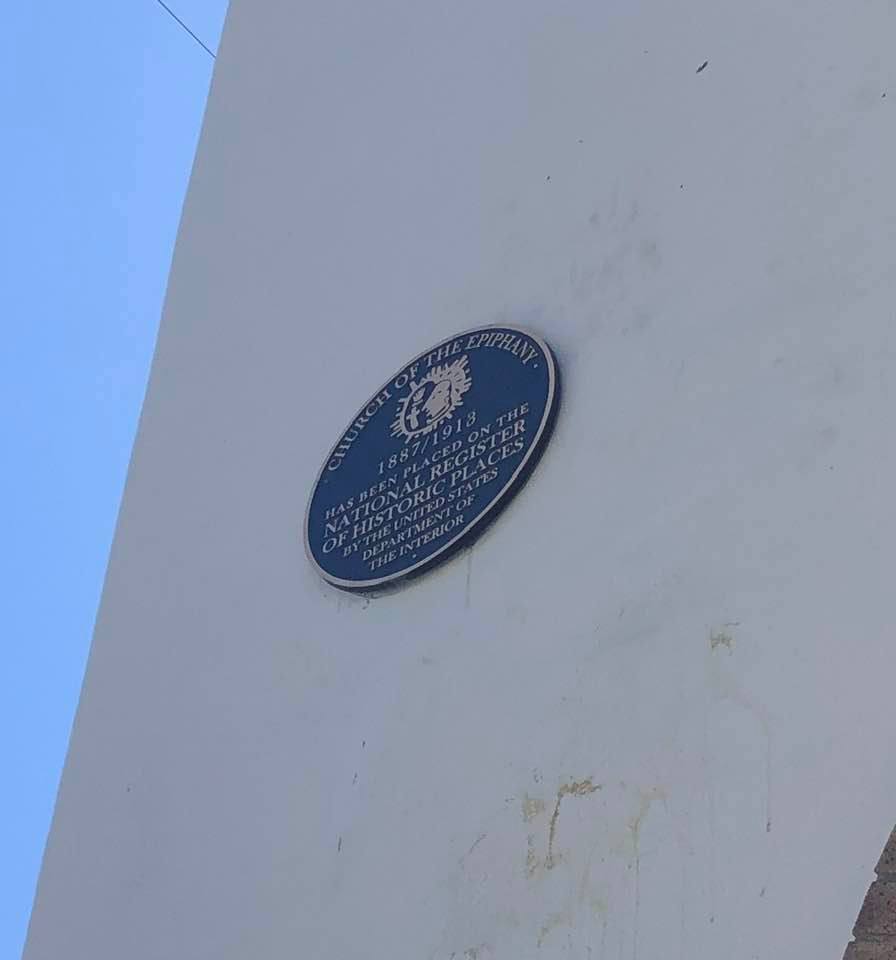 CHURCH OF THE EPIPHANY
1887/1913
HAS BEEN PLACED ON THE
NATIONAL REGISTER
OF HISTORIC PLACES
BY THE UNITED STATES
DEPARTMENT OF
THE INTERIOR